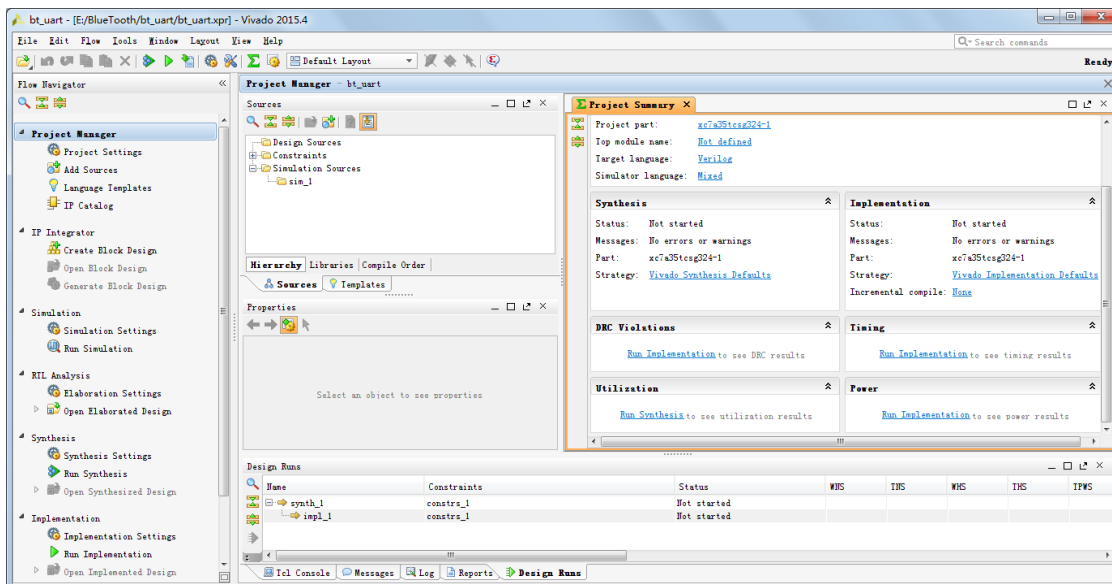 bt_uart - [E:/BlueTooth/bt_uart/bt_uart.xpr] - Vivado 2015.4
File Edit Flow Tools Window Layout View Help
Search commands
Default Layout
Ready
Flow Navigator
Project Manager
Project Settings
Add Sources
Language Templates
IP Catalog
IP Integrator
Create Block Design
Open Block Design
Generate Block Design
Simulation
Simulation Settings
Run Simulation
RTL Analysis
Elaboration Settings
Open Elaborated Design
Synthesis
Synthesis Settings
Run Synthesis
Open Synthesized Design
Implementation
Implementation Settings
Run Implementation
Open Implemented Design
Project Manager - bt_uart
Sources
Design Sources
Constraints
Simulation Sources
sim_1
Hierarchy Libraries Compile Order
Sources Templates
Properties
Select an object to see properties
Project Summary
Project part: xc7a35tcsg324-1
Top module name: Not defined
Target language: Verilog
Simulator language: Mixed
Synthesis
Status: Not started
Messages: No errors or warnings
Part: xc7a35tcsg324-1
Strategy: Vivado Synthesis Defaults
Implementation
Status: Not started
Messages: No errors or warnings
Part: xc7a35tcsg324-1
Strategy: Vivado Implementation Defaults
Incremental compile: None
DRC Violations
Run Implementation to see DRC results
Timing
Run Implementation to see timing results
Utilization
Run Synthesis to see utilization results
Power
Run Implementation to see power results
Design Runs
Name Constraints Status WNS TNS WHS THS TPWS
synth_1 constrs_1 Not started
impl_1 constrs_1 Not started
Tcl Console Messages Log Reports Design Runs